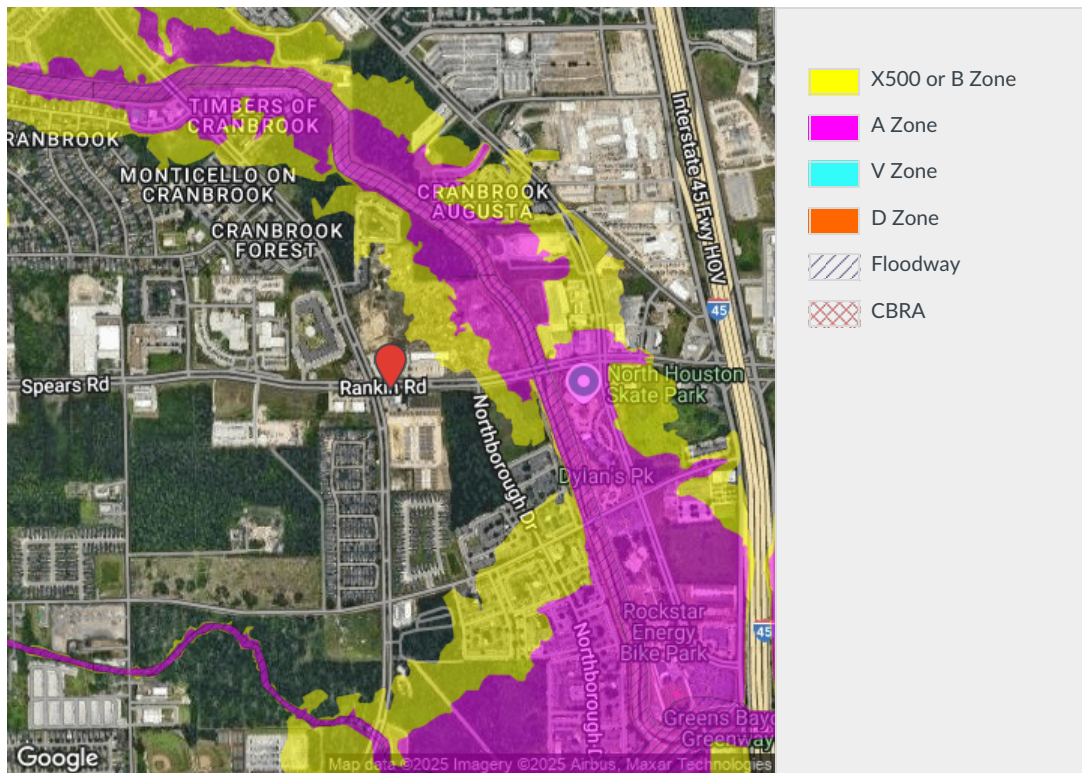 TIMBERS OF
CRANBROOK
RANBROOK
MONTICELLO ON
CRANBROOK
CRANBROOK
AUGUSTA
CRANBROOK
FOREST
Interstate 45 Fwy HOV
45
Spears Rd
Rankin Rd
North Houston
Skate Park
Northborough Dr
Dylan's Pk
Rockstar
Energy
Bike Park
45
Northborough D
Greens Bayo
Greenway
Google
Map data ©2025 Imagery ©2025 Airbus, Maxar Technologies
X500 or B Zone
A Zone
V Zone
D Zone
Floodway
CBRA